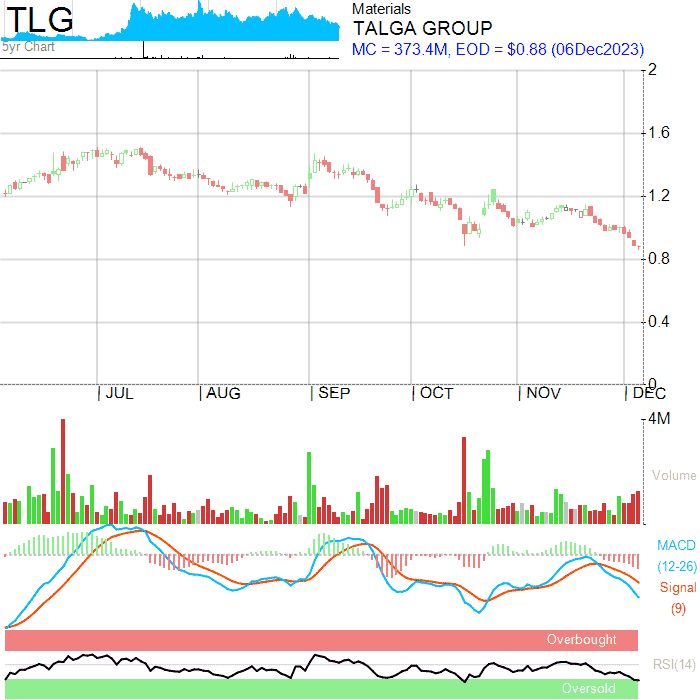 TLG
5yr Chart
Materials
TALGA GROUP
MC = 373.4M, EOD = $0.88 (06Dec2023)
2
1.6
1.2
0.8
0.4
0
JUL AUG SEP OCT NOV DEC
4M
Volume
MACD
(12-26)
Signal
(9)
Overbought
RSI(14)
Oversold